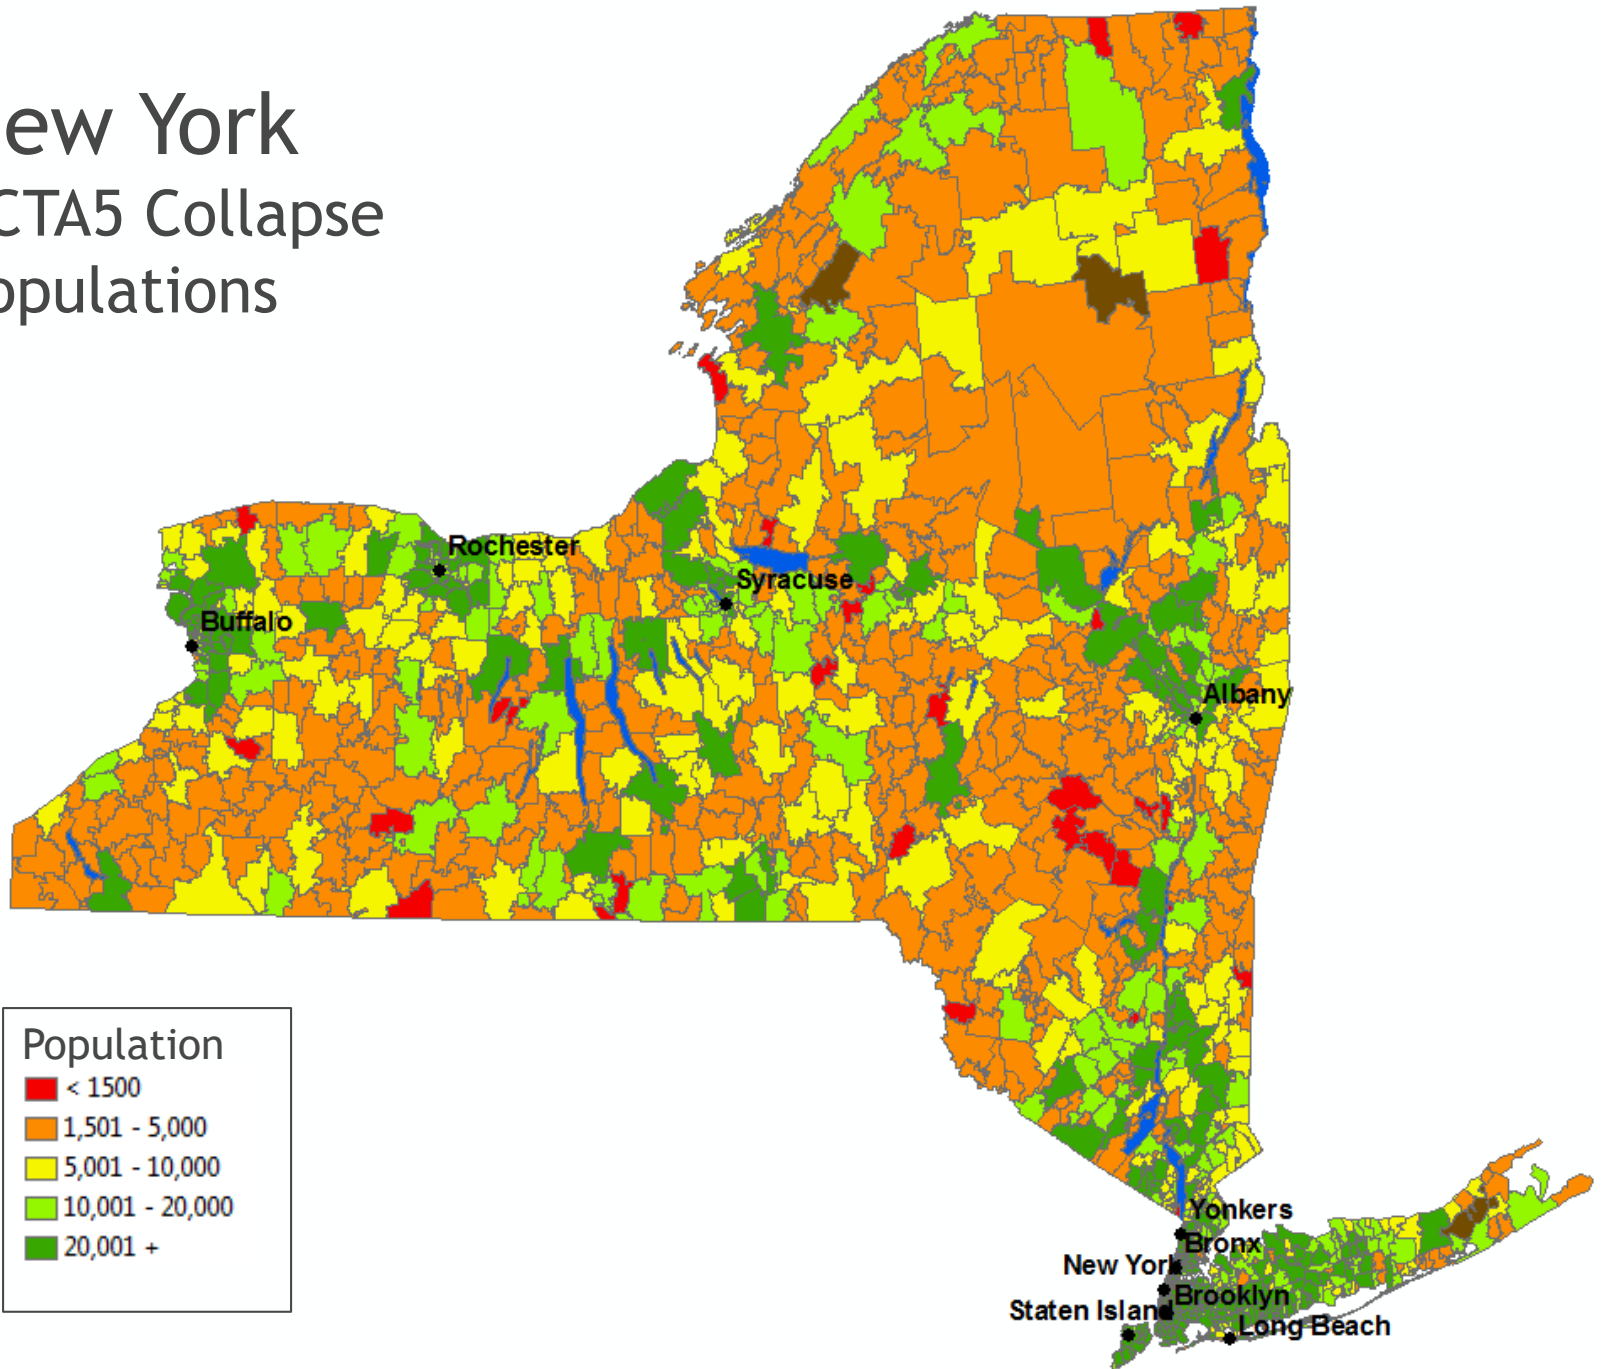 ew York
CTA5 Collapse
opulations
Rochester
Syracuse
Buffalo
Albany
Population
< 1500
1,501 - 5,000
5,001 - 10,000
10,001 - 20,000
20,001 +
Yonkers
Bronx
New York
Brooklyn
Staten Island
Long Beach